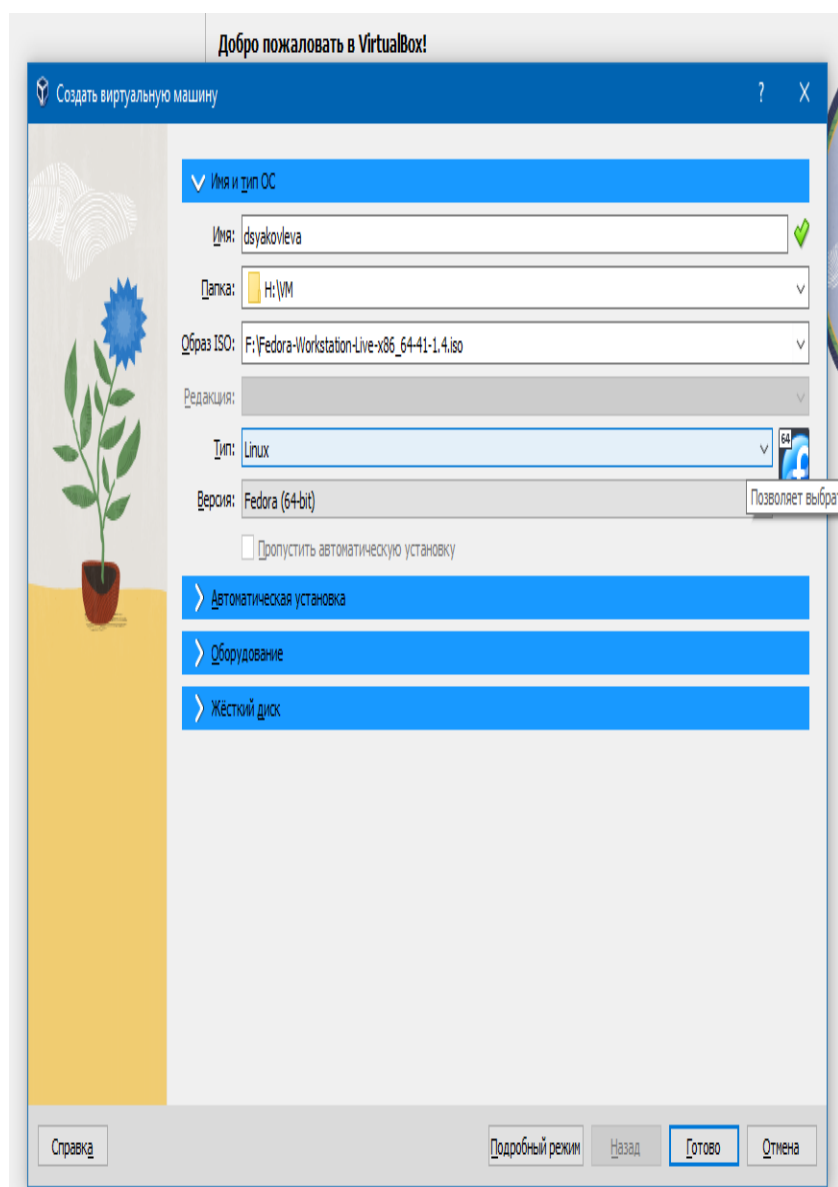 Добро пожаловать в VirtualBox!
Создать виртуальную машину ? X
Имя и тип ОС
Имя: dsyakovleva
Папка: H:\VM
Образ ISO: F:\Fedora-Workstation-Live-x86_64-41-1.4.iso
Редакция:
Тип: Linux 64
Версия: Fedora (64-bit)
Позволяет выбрат
Пропустить автоматическую установку
Автоматическая установка
Оборудование
Жёсткий диск
Справка Подробный режим Назад Готово Отмена